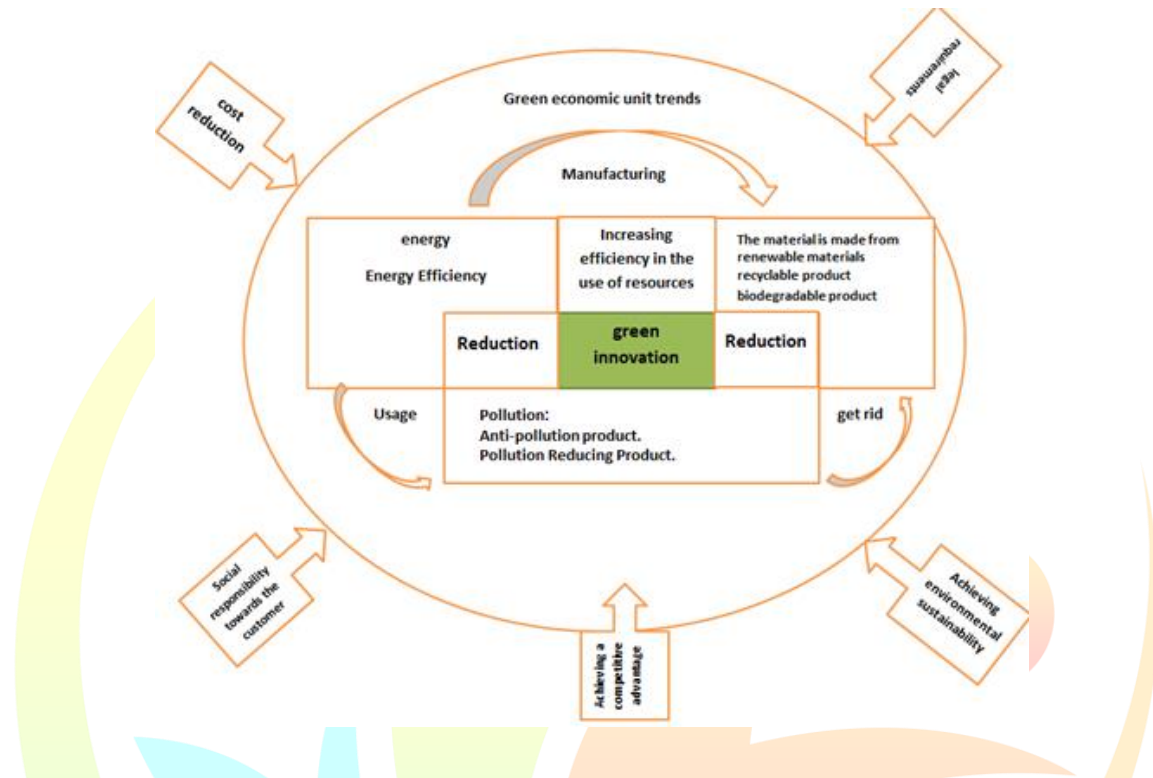 cost
reduction
legal
requirements
Green economic unit trends
Manufacturing
energy
Energy Efficiency
Increasing
efficiency in the
use of resources
The material is made from
renewable materials
recyclable product
biodegradable product
Reduction
green
innovation
Reduction
Usage
Pollution:
Anti-pollution product.
Pollution Reducing Product.
get rid
Social
responsibility
towards the
customer
Achieving a
competitive
advantage
Achieving
environmental
sustainability